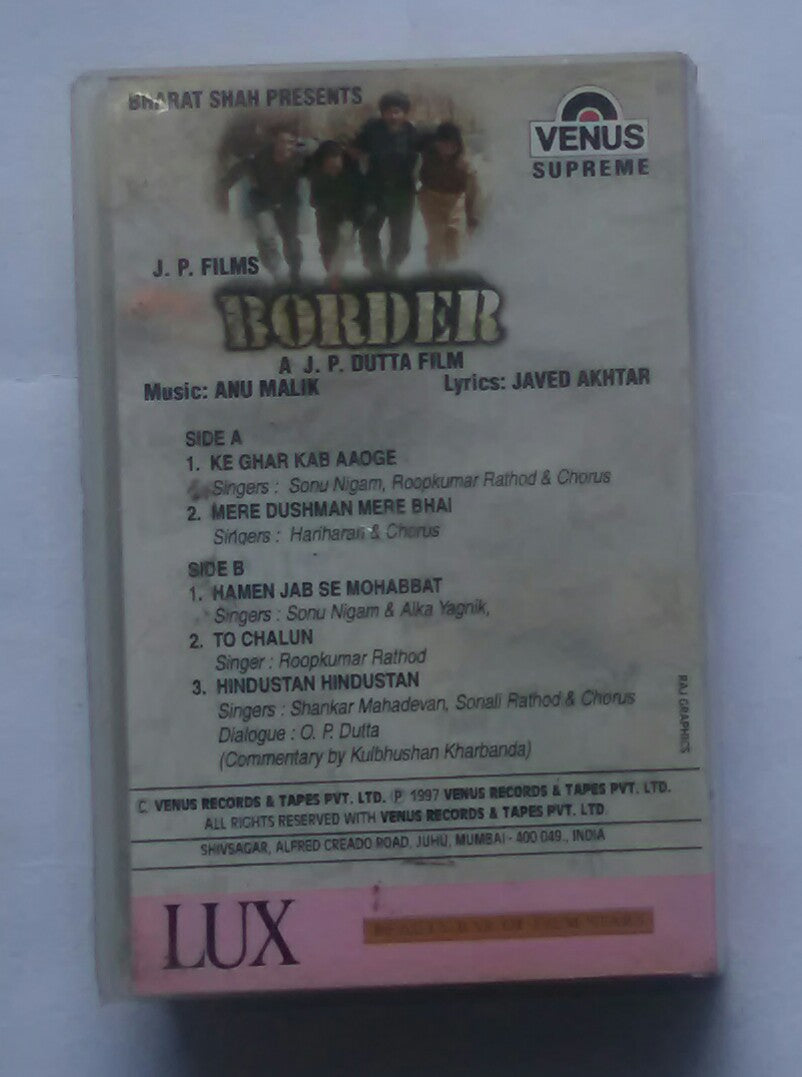 BHARAT SHAH PRESENTS
VENUS
SUPREME
J. P. FILMS
BORDER
A J. P. DUTTA FILM
Music: ANU MALIK Lyrics: JAVED AKHTAR
SIDE A
1. KE GHAR KAB AAOGE
Singers : Sonu Nigam, Roopkumar Rathod & Chorus
2. MERE DUSHMAN MERE BHAI
Singers : Hariharan & Chorus
SIDE B
1. HAMEN JAB SE MOHABBAT
Singers : Sonu Nigam & Alka Yagnik,
2. TO CHALUN
Singer : Roopkumar Rathod
3. HINDUSTAN HINDUSTAN
Singers : Shankar Mahadevan, Sonali Rathod & Chorus
Dialogue : O. P. Dutta
(Commentary by Kulbhushan Kharbanda)
RAJ GRAPHICS
C VENUS RECORDS & TAPES PVT. LTD. P 1997 VENUS RECORDS & TAPES PVT. LTD.
ALL RIGHTS RESERVED WITH VENUS RECORDS & TAPES PVT. LTD.
SHIVSAGAR, ALFRED CREADO ROAD, JUHU, MUMBAI - 400 049., INDIA
LUX